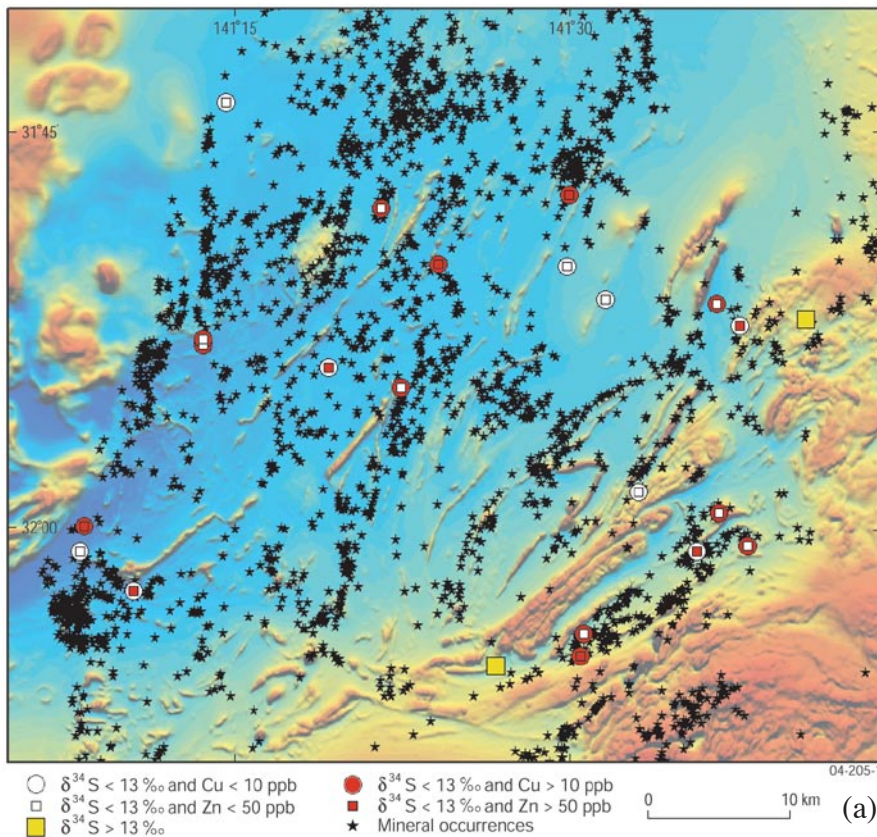 141°15 141°30
31°45
32°00
04-205-1
δ³⁴S < 13 ‰ and Cu < 10 ppb
δ³⁴S < 13 ‰ and Zn < 50 ppb
δ³⁴S > 13 ‰
δ³⁴S < 13 ‰ and Cu > 10 ppb
δ³⁴S < 13 ‰ and Zn > 50 ppb
Mineral occurrences
0 10 km
(a)